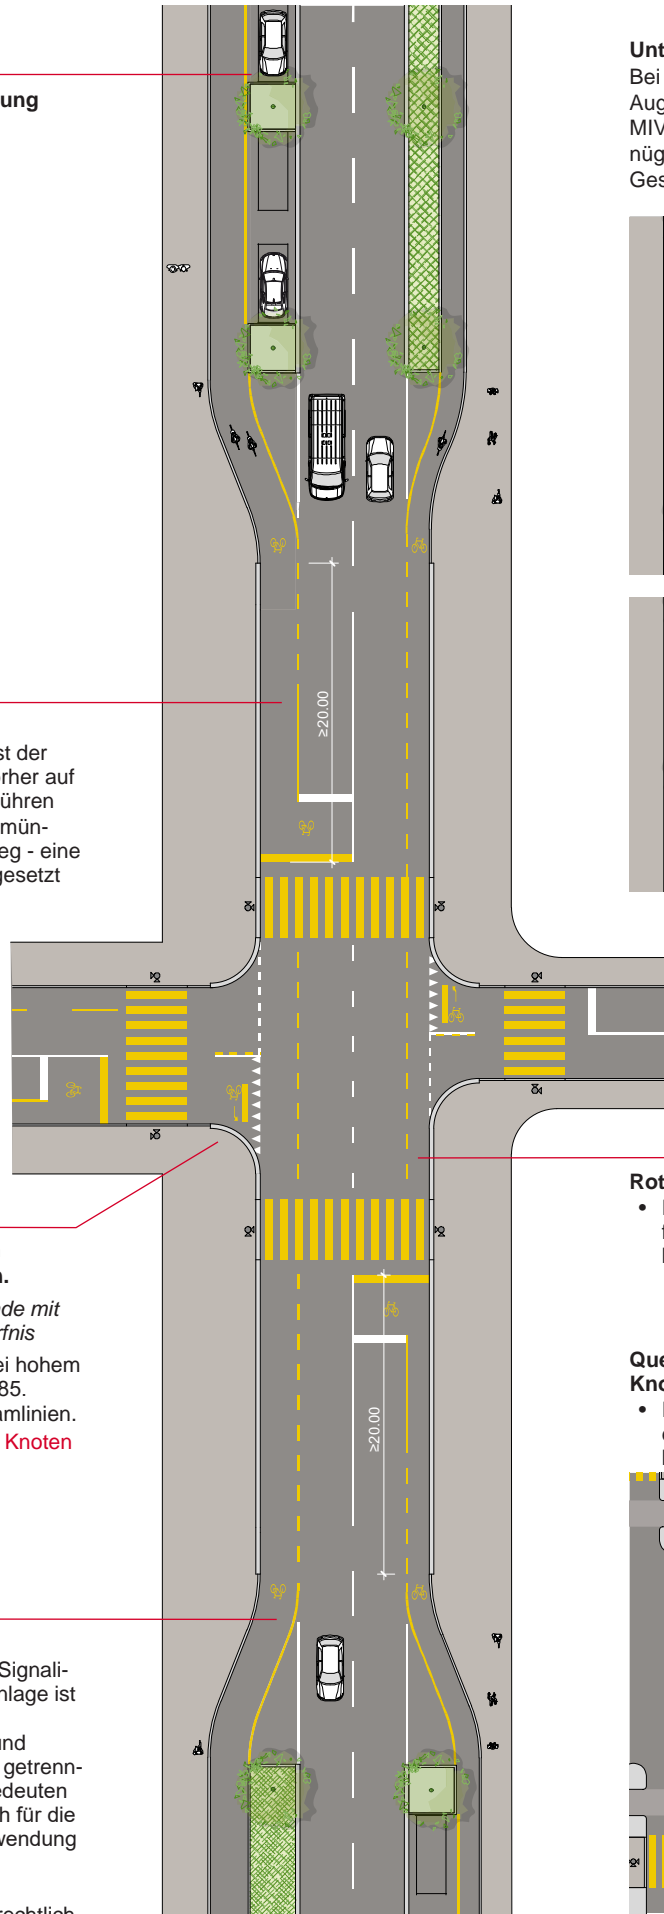 ung
st der
rher auf
ühren
mün-
eg - eine
gesetzt
n.
de mit
rfnis
ei hohem
85.
amlinien.
Knoten
Signali-
nlage ist
und
getrenn-
edeuten
h für die
wendung
rechtlich
≥20.00
≥20.00
Unt
Bei
Aug
MIV
nüg
Ges
Rot
Que
Kno